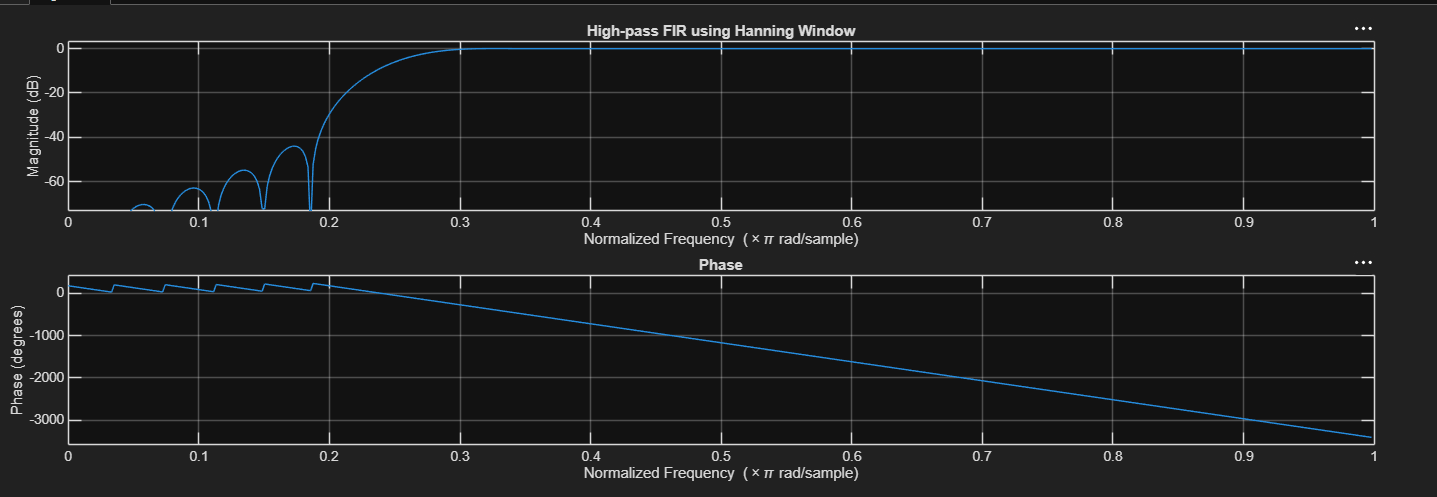 High-pass FIR using Hanning Window
Magnitude (dB)
0
-20
-40
-60
0 0.1 0.2 0.3 0.4 0.5 0.6 0.7 0.8 0.9 1
Normalized Frequency (×π rad/sample)
Phase
Phase (degrees)
0
-1000
-2000
-3000
0 0.1 0.2 0.3 0.4 0.5 0.6 0.7 0.8 0.9 1
Normalized Frequency (×π rad/sample)